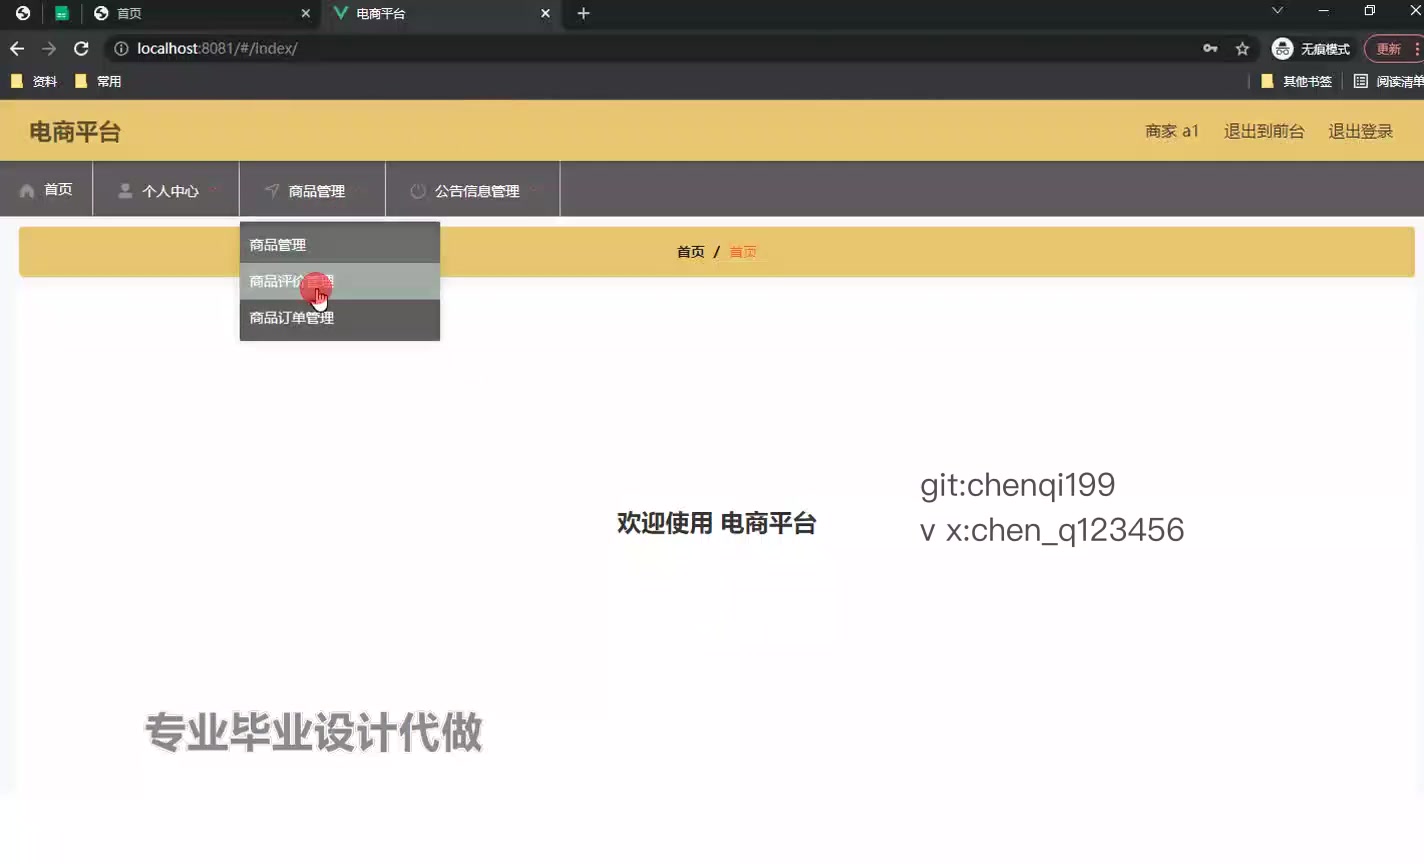 首页
电商平台
localhost:8081/#/index/
无痕模式
更新
资料
常用
其他书签
阅读清单
电商平台
商家 a1
退出到前台
退出登录
首页
个人中心
商品管理
公告信息管理
商品管理
首页 / 首页
商品评价管理
商品订单管理
git:chenqi199
欢迎使用 电商平台
v x:chen_q123456
专业毕业设计代做